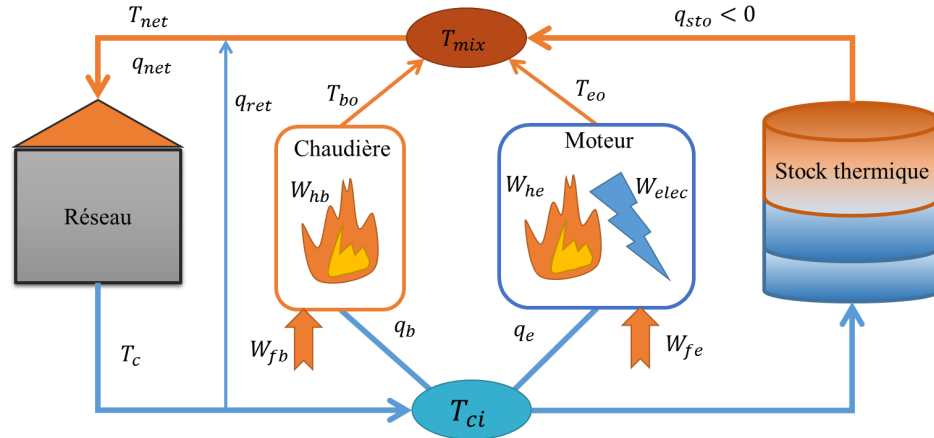 T_net
q_sto < 0
T_mix
q_net
q_ret
T_bo
T_eo
Chaudière
Moteur
W_hb
W_he
W_elec
Stock thermique
Réseau
q_b
q_e
W_fb
W_fe
T_c
T_ci